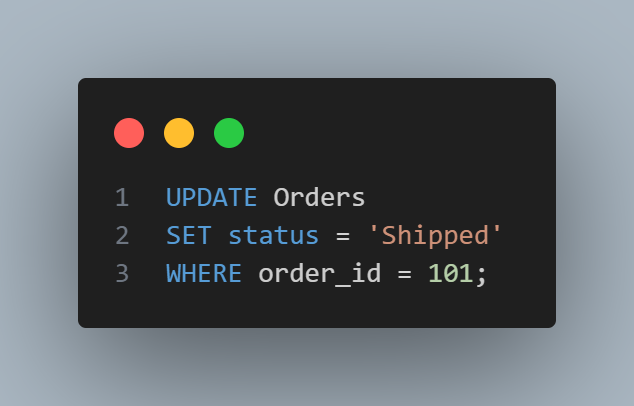 1 UPDATE Orders
2 SET status = 'Shipped'
3 WHERE order_id = 101;